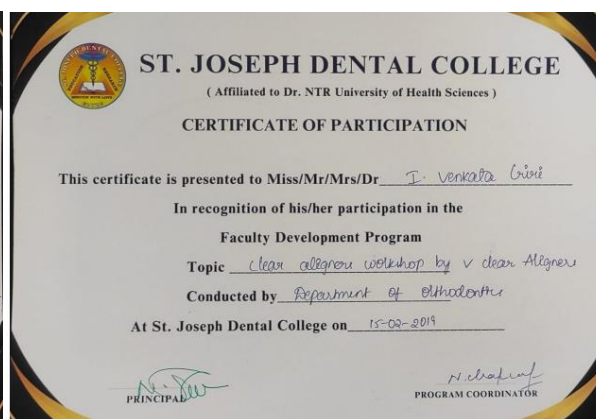 ST. JOSEPH DENTAL COLLEGE
( Affiliated to Dr. NTR University of Health Sciences )
CERTIFICATE OF PARTICIPATION
This certificate is presented to Miss/Mr/Mrs/Dr I. Venkata Giri
In recognition of his/her participation in the
Faculty Development Program
Topic clear aligners workshop by V clear Aligners
Conducted by Department of Orthodontics
At St. Joseph Dental College on 15-02-2019
PRINCIPAL
PROGRAM COORDINATOR